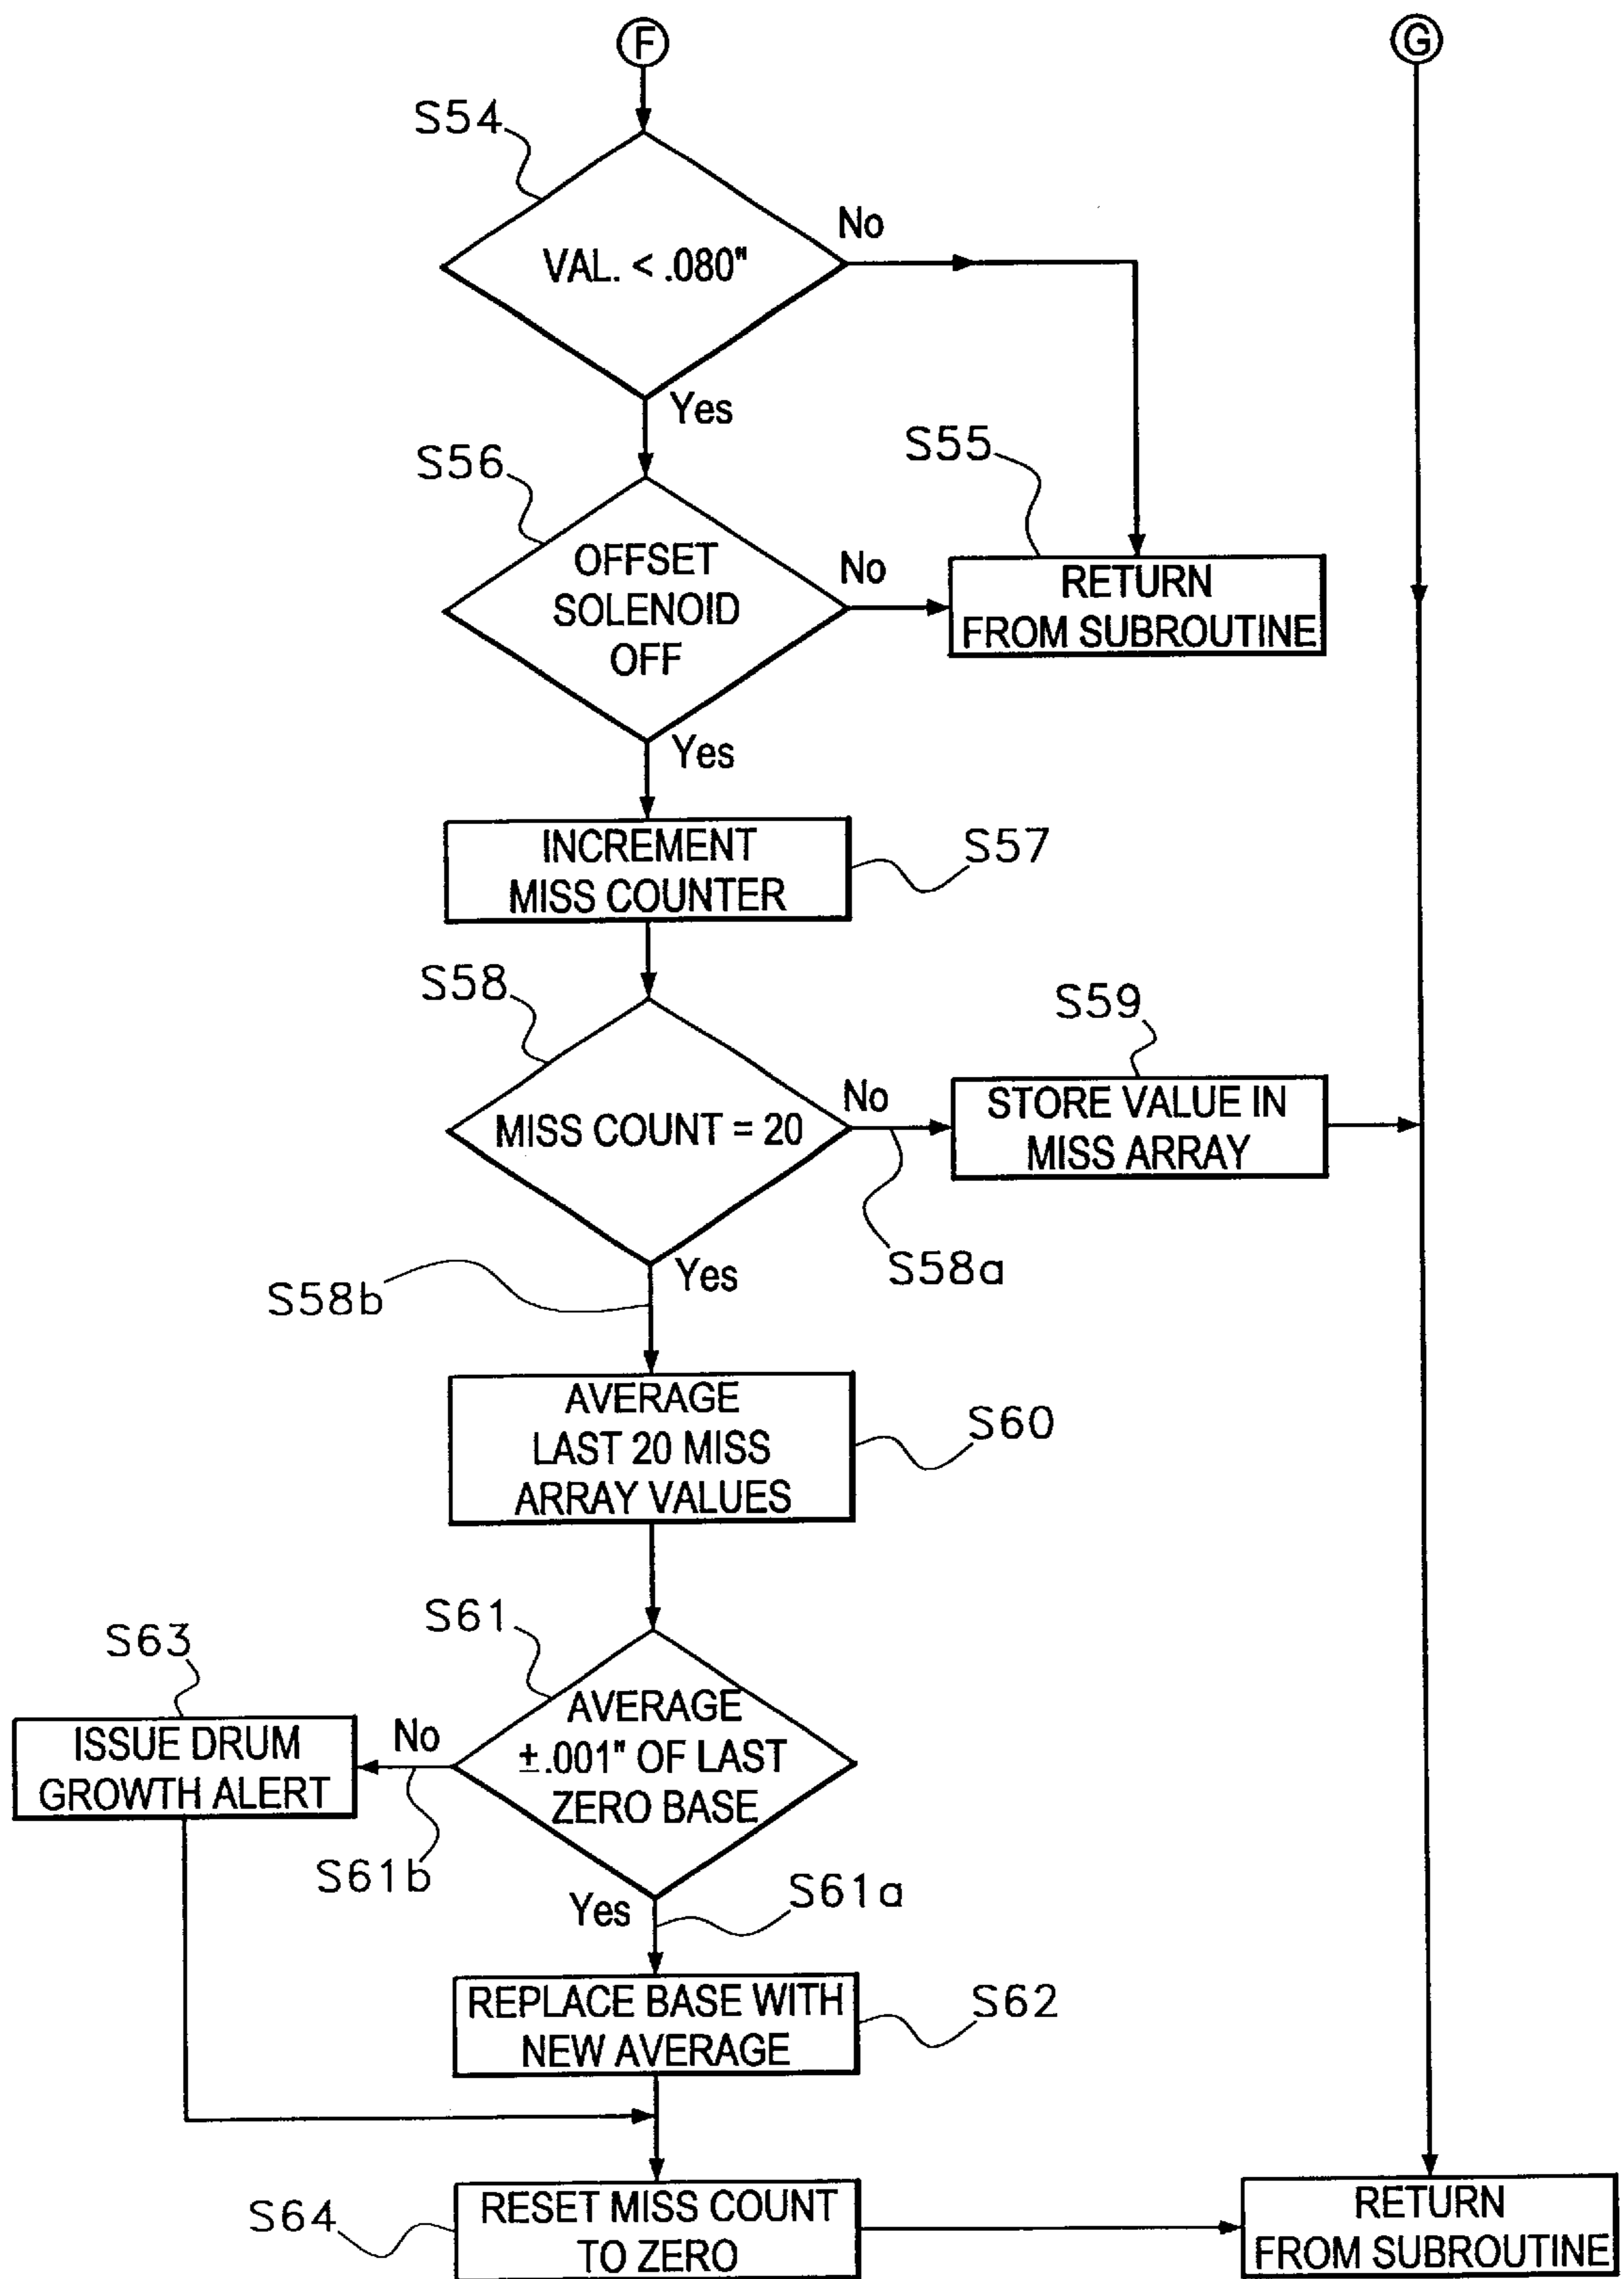 F
G
S54
VAL. < .080"
No
Yes
S56
OFFSET
SOLENOID
OFF
No
Yes
S55
RETURN
FROM SUBROUTINE
INCREMENT
MISS COUNTER
S57
S58
MISS COUNT = 20
No
S58a
S59
STORE VALUE IN
MISS ARRAY
Yes
S58b
AVERAGE
LAST 20 MISS
ARRAY VALUES
S60
S61
AVERAGE
±.001" OF LAST
ZERO BASE
No
S61b
S63
ISSUE DRUM
GROWTH ALERT
Yes
S61a
REPLACE BASE WITH
NEW AVERAGE
S62
S64
RESET MISS COUNT
TO ZERO
RETURN
FROM SUBROUTINE